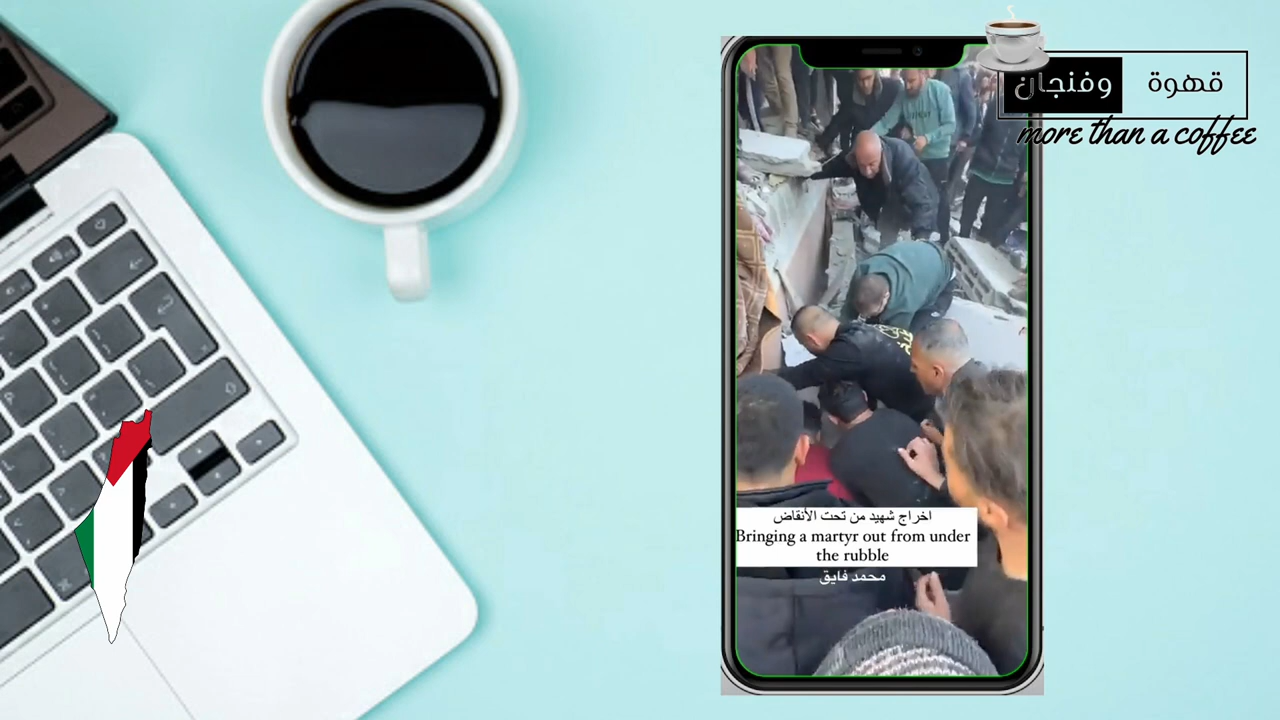 قهوة وفنجان
more than a coffee
اخراج شهيد من تحت الأنقاض
Bringing a martyr out from under
the rubble
محمد فايق